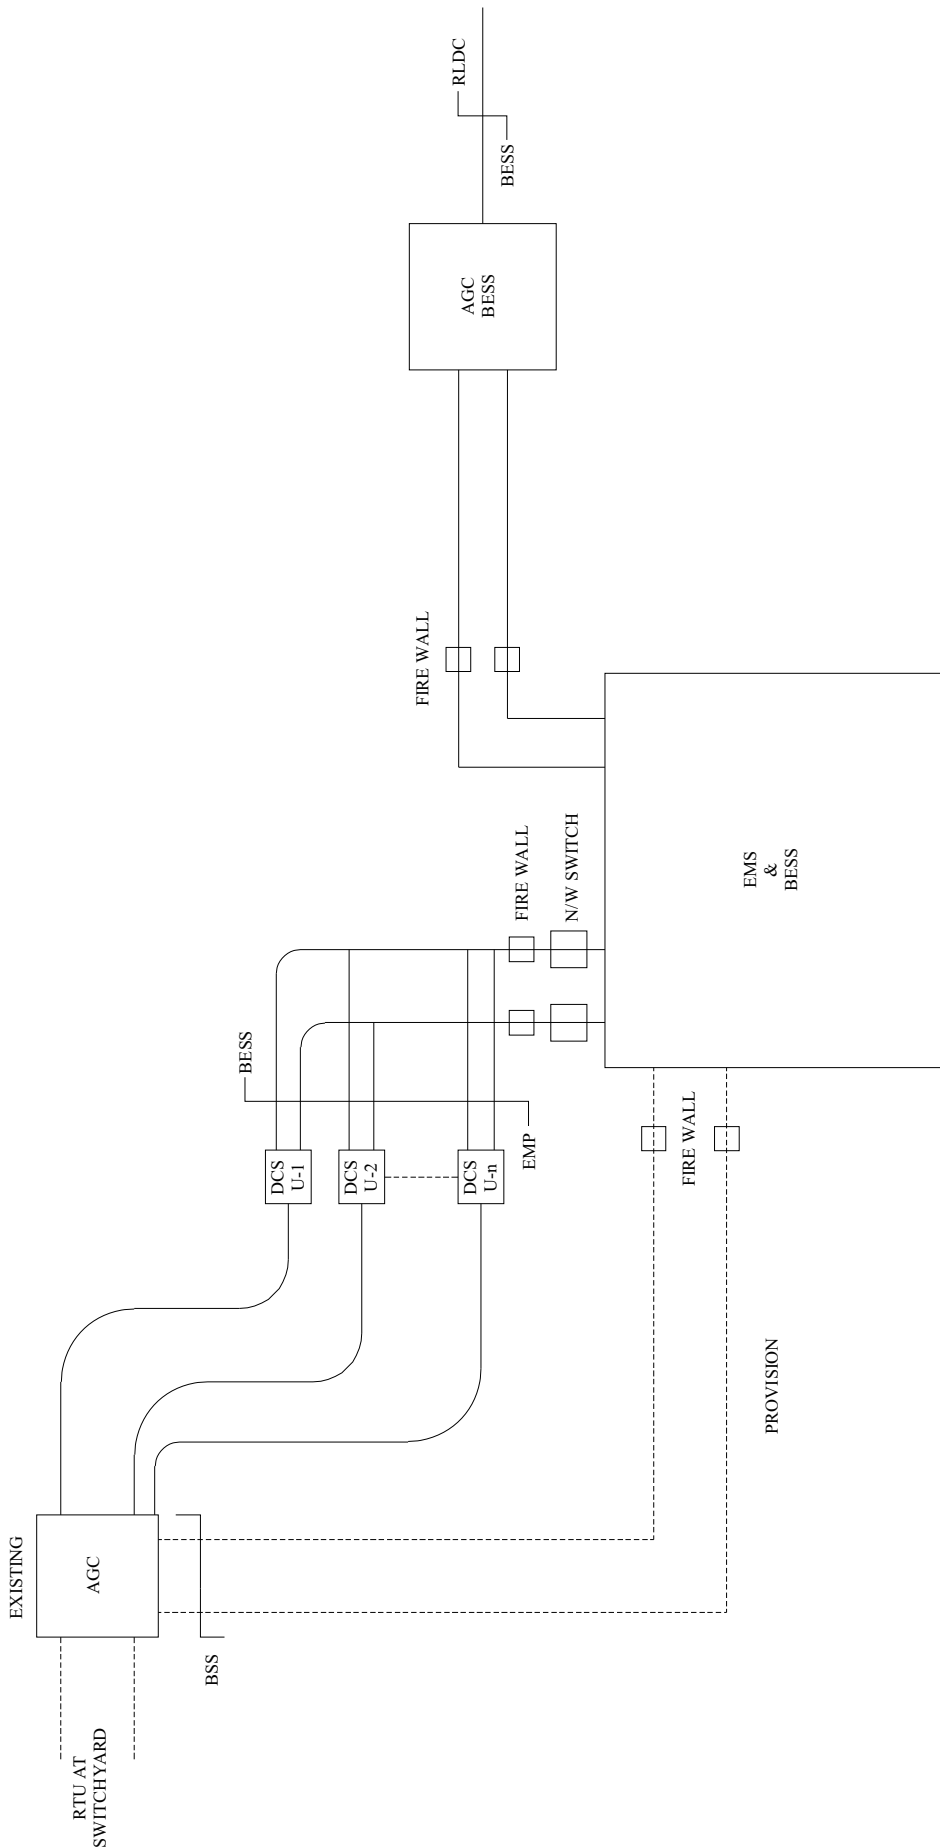 RTU AT
SWITCHYARD
EXISTING
AGC
BSS
DCS
U-1
DCS
U-2
DCS
U-n
BESS
EMP
PROVISION
FIRE WALL
FIRE WALL
N/W SWITCH
EMS
&
BESS
FIRE WALL
AGC
BESS
RLDC
BESS